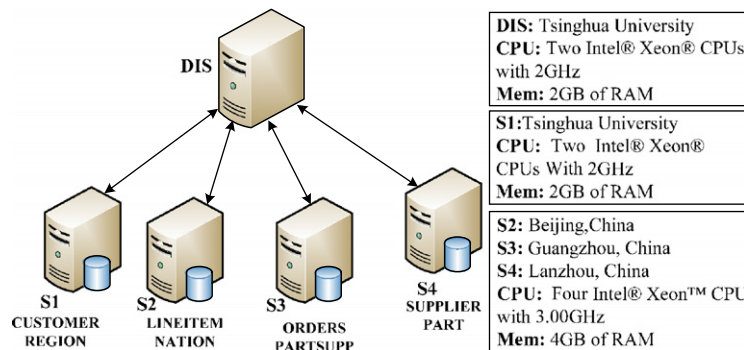 DIS
S1
CUSTOMER
REGION
S2
LINEITEM
NATION
S3
ORDERS
PARTSUPP
S4
SUPPLIER
PART
DIS: Tsinghua University
CPU: Two Intel® Xeon® CPUs
with 2GHz
Mem: 2GB of RAM
S1:Tsinghua University
CPU: Two Intel® Xeon®
CPUs With 2GHz
Mem: 2GB of RAM
S2: Beijing,China
S3: Guangzhou, China
S4: Lanzhou, China
CPU: Four Intel® Xeon™ CPU
with 3.00GHz
Mem: 4GB of RAM